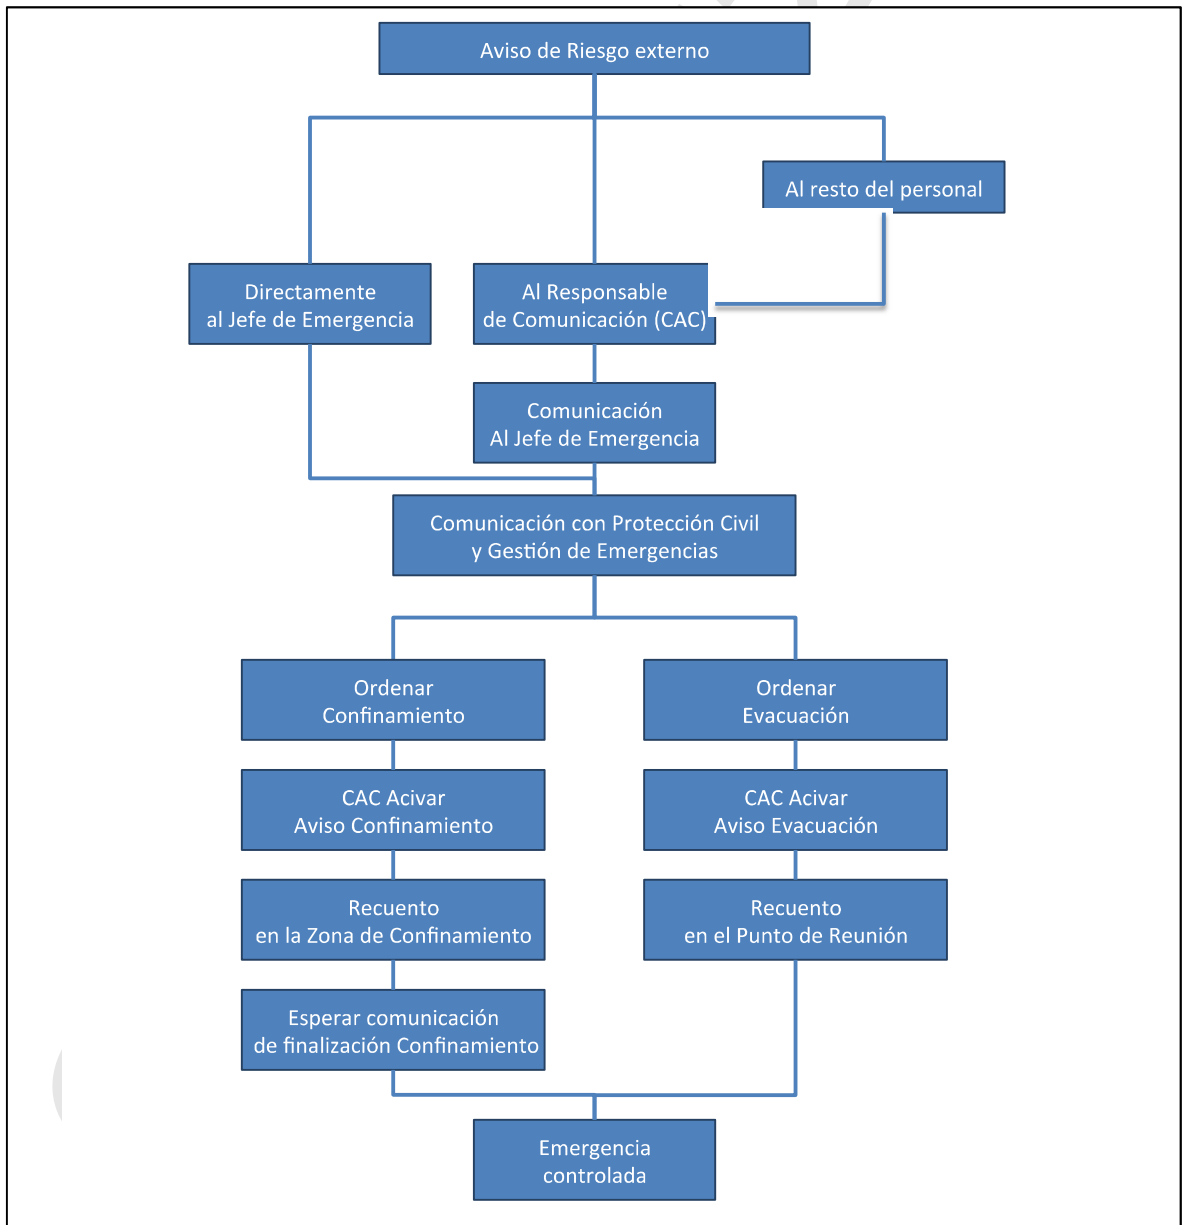 Aviso de Riesgo externo
Al resto del personal
Directamente
al Jefe de Emergencia
Al Responsable
de Comunicación (CAC)
Comunicación
Al Jefe de Emergencia
Comunicación con Protección Civil
y Gestión de Emergencias
Ordenar
Confinamiento
Ordenar
Evacuación
CAC Acivar
Aviso Confinamiento
CAC Acivar
Aviso Evacuación
Recuento
en la Zona de Confinamiento
Recuento
en el Punto de Reunión
Esperar comunicación
de finalización Confinamiento
Emergencia
controlada